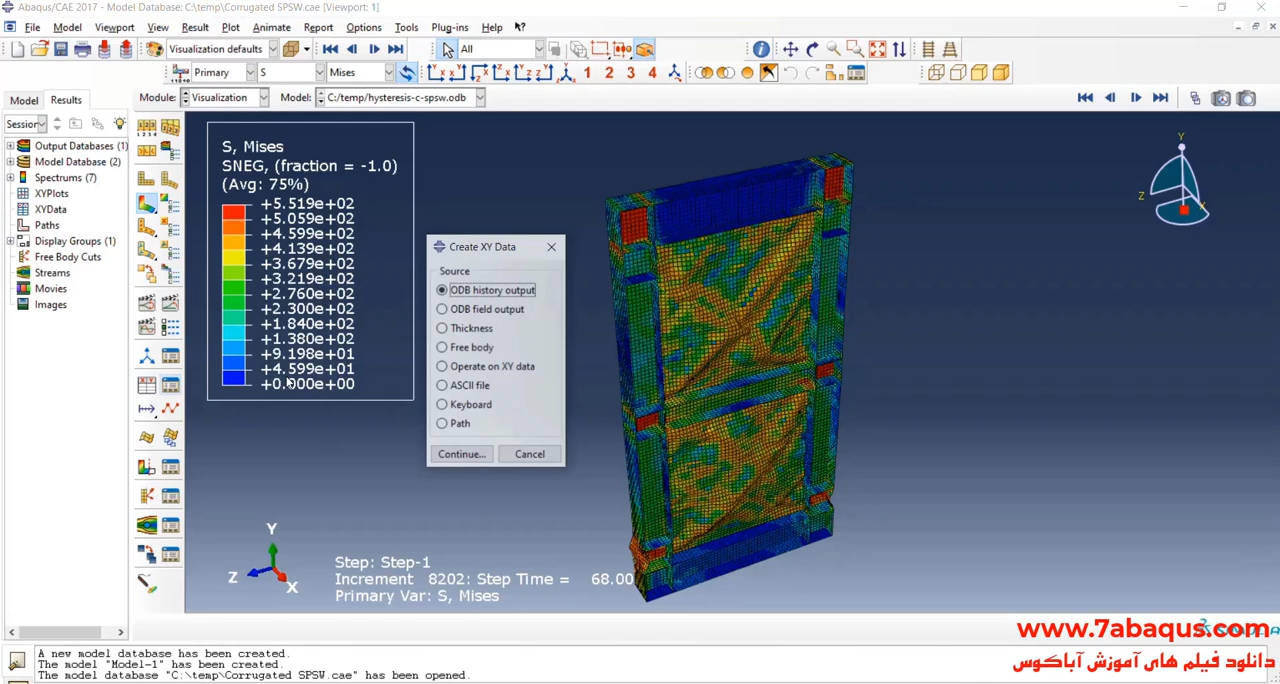 Abaqus/CAE 2017 - Model Database: C:\temp\Corrugated SPSW.cae [Viewport: 1]
File Model Viewport View Result Plot Animate Report Options Tools Plug-ins Help
Visualization defaults All
Primary S Mises 1 2 3 4
Model Results Module: Visualization Model: C:/temp/hysteresis-c-spsw.odb
Session
Output Databases (1)
Model Database (2)
Spectrums (7)
XYPlots
XYData
Paths
Display Groups (1)
Free Body Cuts
Streams
Movies
Images
S, Mises
SNEG, (fraction = -1.0)
(Avg: 75%)
+5.519e+02
+5.059e+02
+4.599e+02
+4.139e+02
+3.679e+02
+3.219e+02
+2.760e+02
+2.300e+02
+1.840e+02
+1.380e+02
+9.198e+01
+4.599e+01
+0.000e+00
Create XY Data
Source
ODB history output
ODB field output
Thickness
Free body
Operate on XY data
ASCII file
Keyboard
Path
Continue... Cancel
Y
Z
X
Y
Z
X
Step: Step-1
Increment 8202: Step Time = 68.00
Primary Var: S, Mises
www.7abaqus.com
دانلود فیلم های آموزش آباکوس
A new model database has been created.
The model "Model-1" has been created.
The model database "C:\temp\Corrugated SPSW.cae" has been opened.